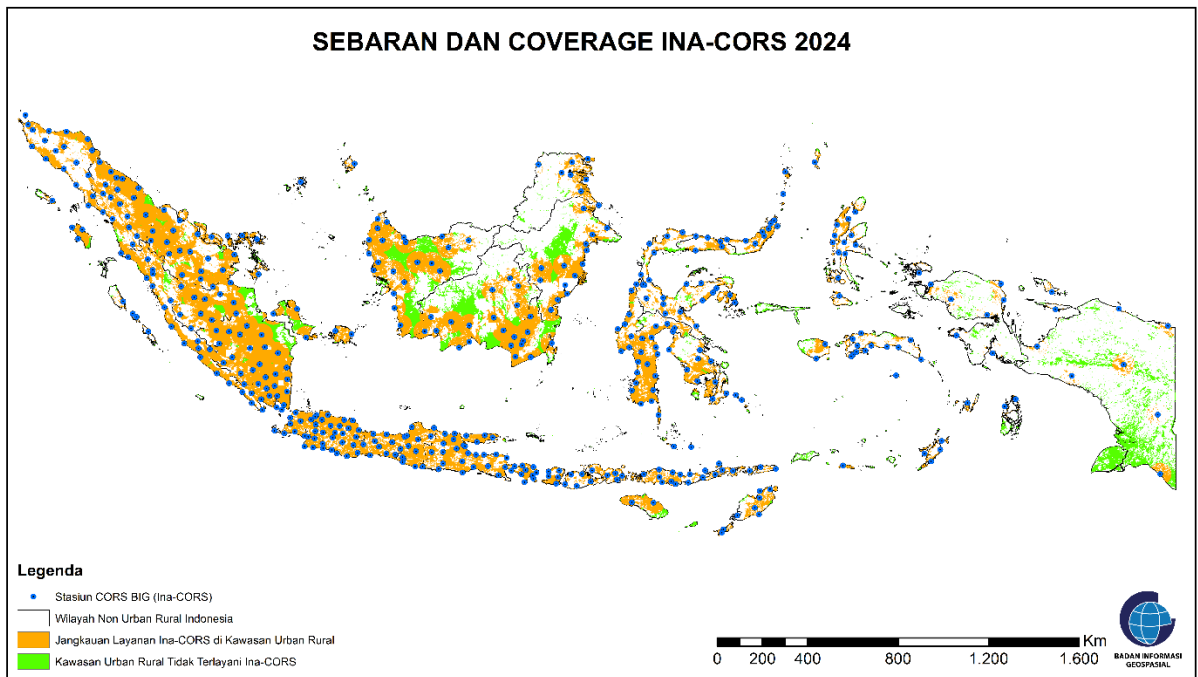 SEBARAN DAN COVERAGE INA-CORS 2024
Legenda
Stasiun CORS BIG (Ina-CORS)
Wilayah Non Urban Rural Indonesia
Jangkauan Layanan Ina-CORS di Kawasan Urban Rural
Kawasan Urban Rural Tidak Terlayani Ina-CORS
Km
0 200 400 800 1.200 1.600
BADAN INFORMASI
GEOSPASIAL